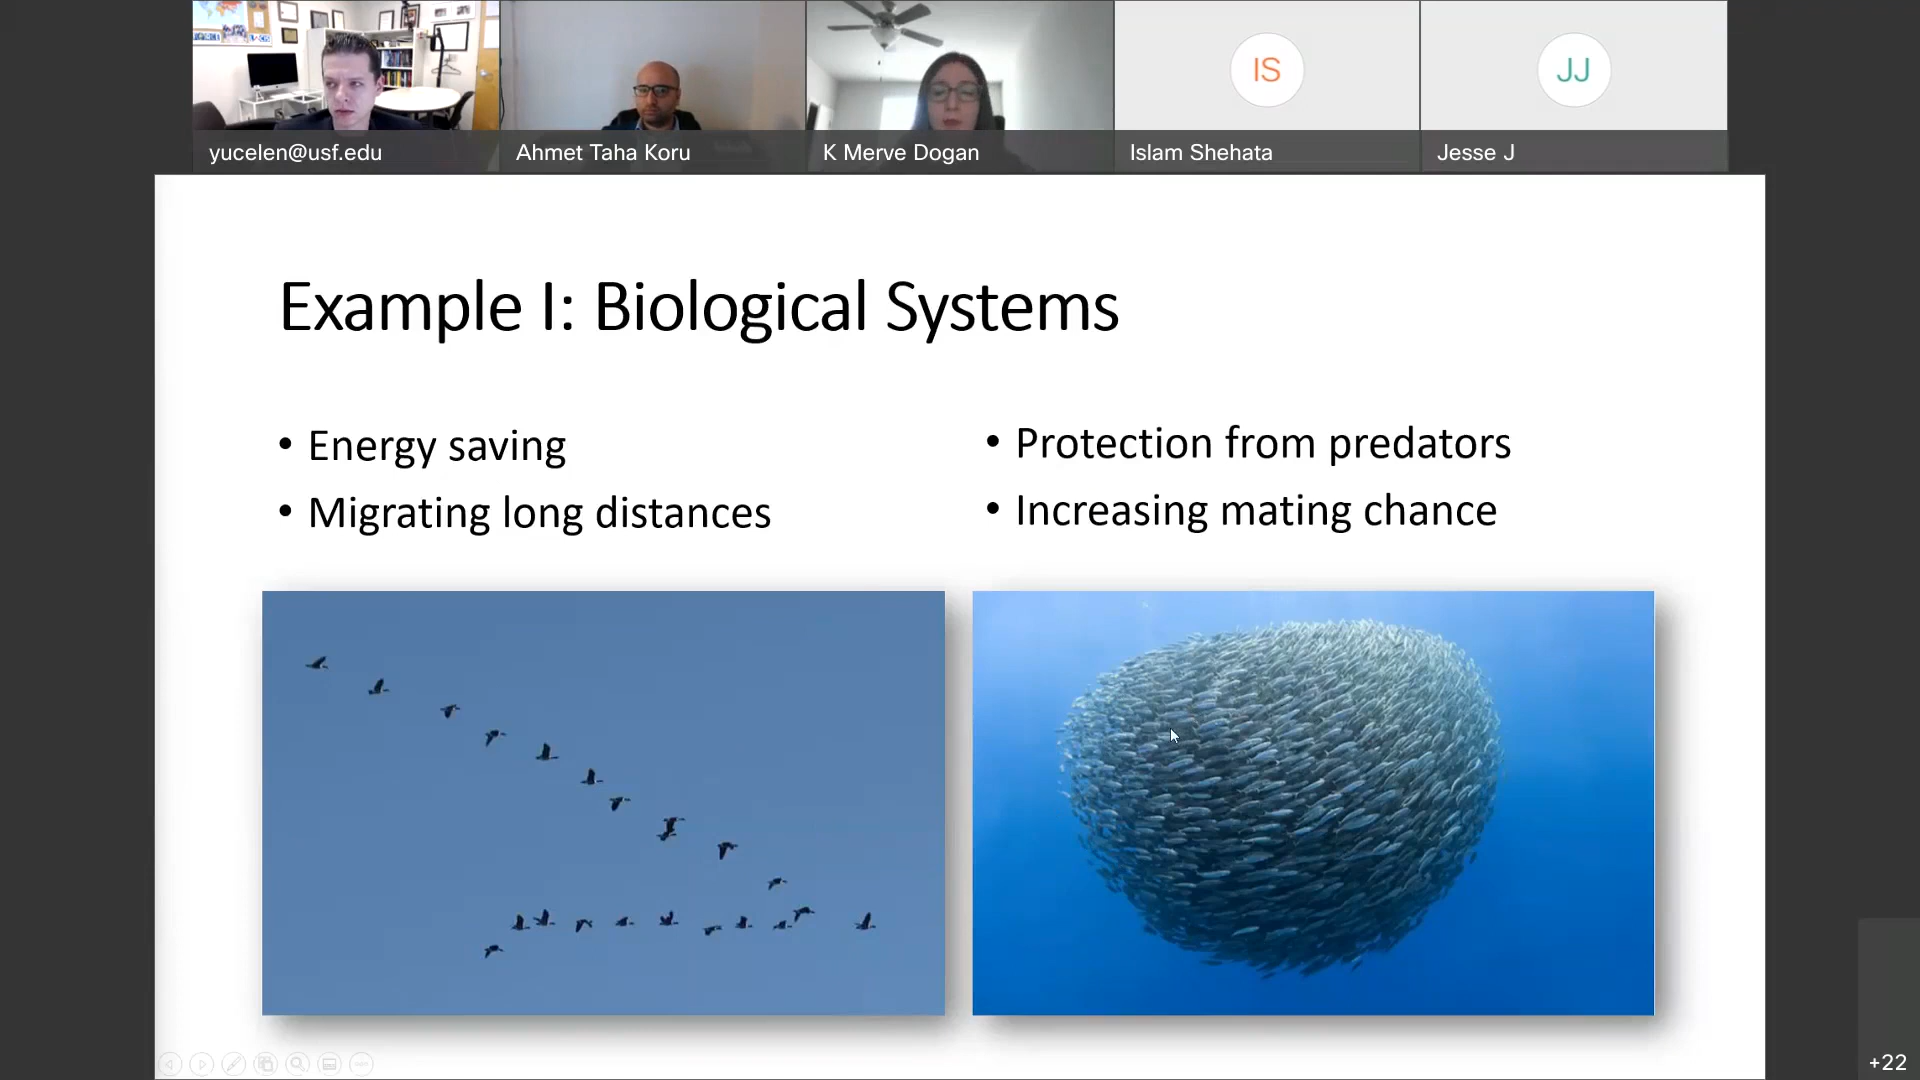 yucelen@usf.edu
Ahmet Taha Koru
K Merve Dogan
IS
Islam Shehata
JJ
Jesse J
Example I: Biological Systems
• Energy saving
• Migrating long distances
• Protection from predators
• Increasing mating chance
+22